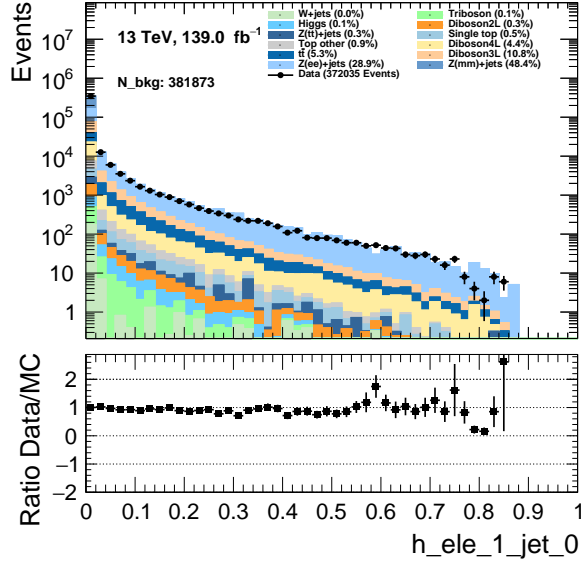 Events
10⁷
10⁶
10⁵
10⁴
10³
10²
10
1
13 TeV, 139.0 fb⁻¹
N_bkg: 381873
W+jets (0.0%)
Higgs (0.1%)
Z(tt)+jets (0.3%)
Top other (0.9%)
tt̄ (5.3%)
Z(ee)+jets (28.9%)
Data (372035 Events)
Triboson (0.1%)
Diboson2L (0.3%)
Single top (0.5%)
Diboson4L (4.4%)
Diboson3L (10.8%)
Z(mm)+jets (48.4%)
Ratio Data/MC
2
1
0
−1
−2
0 0.1 0.2 0.3 0.4 0.5 0.6 0.7 0.8 0.9 1
h_ele_1_jet_0